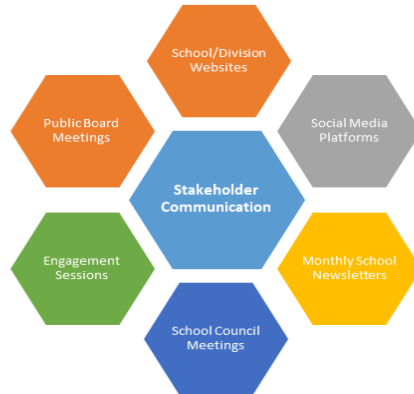 School/Division
Websites
Public Board
Meetings
Social Media
Platforms
Stakeholder
Communication
Engagement
Sessions
Monthly School
Newsletters
School Council
Meetings